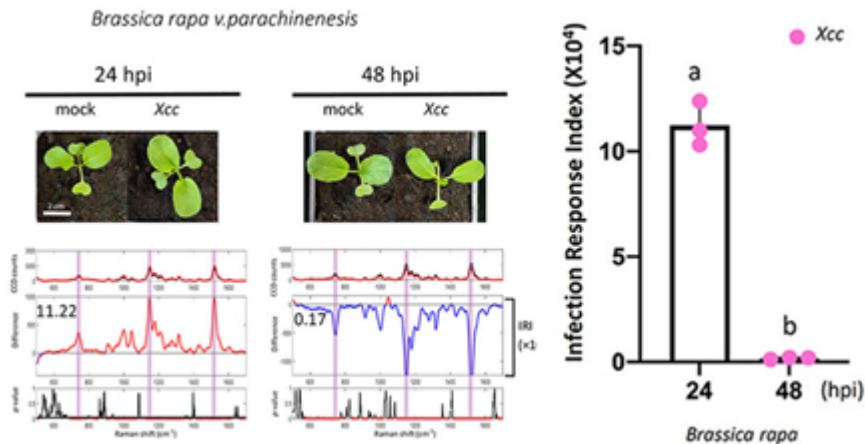 Brassica rapa v.parachinenesis
24 hpi
48 hpi
mock Xcc
mock Xcc
2 cm
CCD counts
11.22
Difference
p-value
Raman shift (cm⁻¹)
CCD counts
0.17
Difference
IRI
(×1
p-value
Raman shift (cm⁻¹)
Infection Response Index (X10⁴)
15
10
5
0
Xcc
a
b
24 48 (hpi)
Brassica rapa